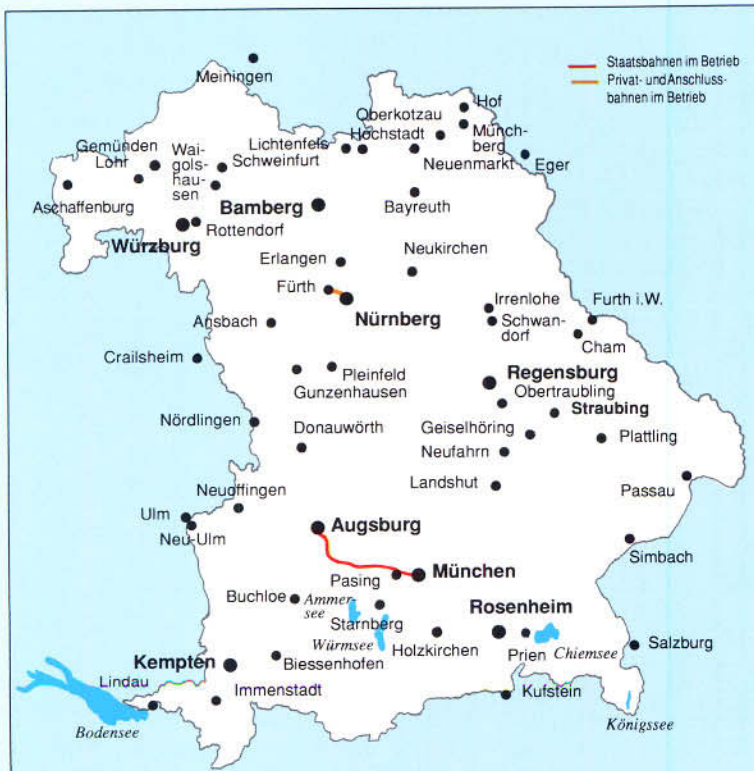 Meiningen
Staatsbahnen im Betrieb
Privat- und Anschluss-
bahnen im Betrieb
Hof
Oberkotzau
Münch-
berg
Hochstadt
Lichtenfels
Neuenmarkt
Eger
Gemünden
Lohr
Wai-
gols-
hau-
sen
Schweinfurt
Aschaffenburg
Bamberg
Bayreuth
Würzburg
Rottendorf
Erlangen
Neukirchen
Fürth
Nürnberg
Irrenlohe
Schwan-
dorf
Furth i.W.
Cham
Ansbach
Crailsheim
Pleinfeld
Gunzenhausen
Regensburg
Obertraubling
Straubing
Nördlingen
Donauwörth
Geiselhöring
Neufahrn
Plattling
Landshut
Passau
Neuoffingen
Ulm
Neu-Ulm
Augsburg
Simbach
Pasing
München
Buchloe
Ammer-
see
Starnberg
Würmsee
Holzkirchen
Rosenheim
Prien
Chiemsee
Salzburg
Kempten
Biessenhofen
Lindau
Immenstadt
Kufstein
Bodensee
Königssee